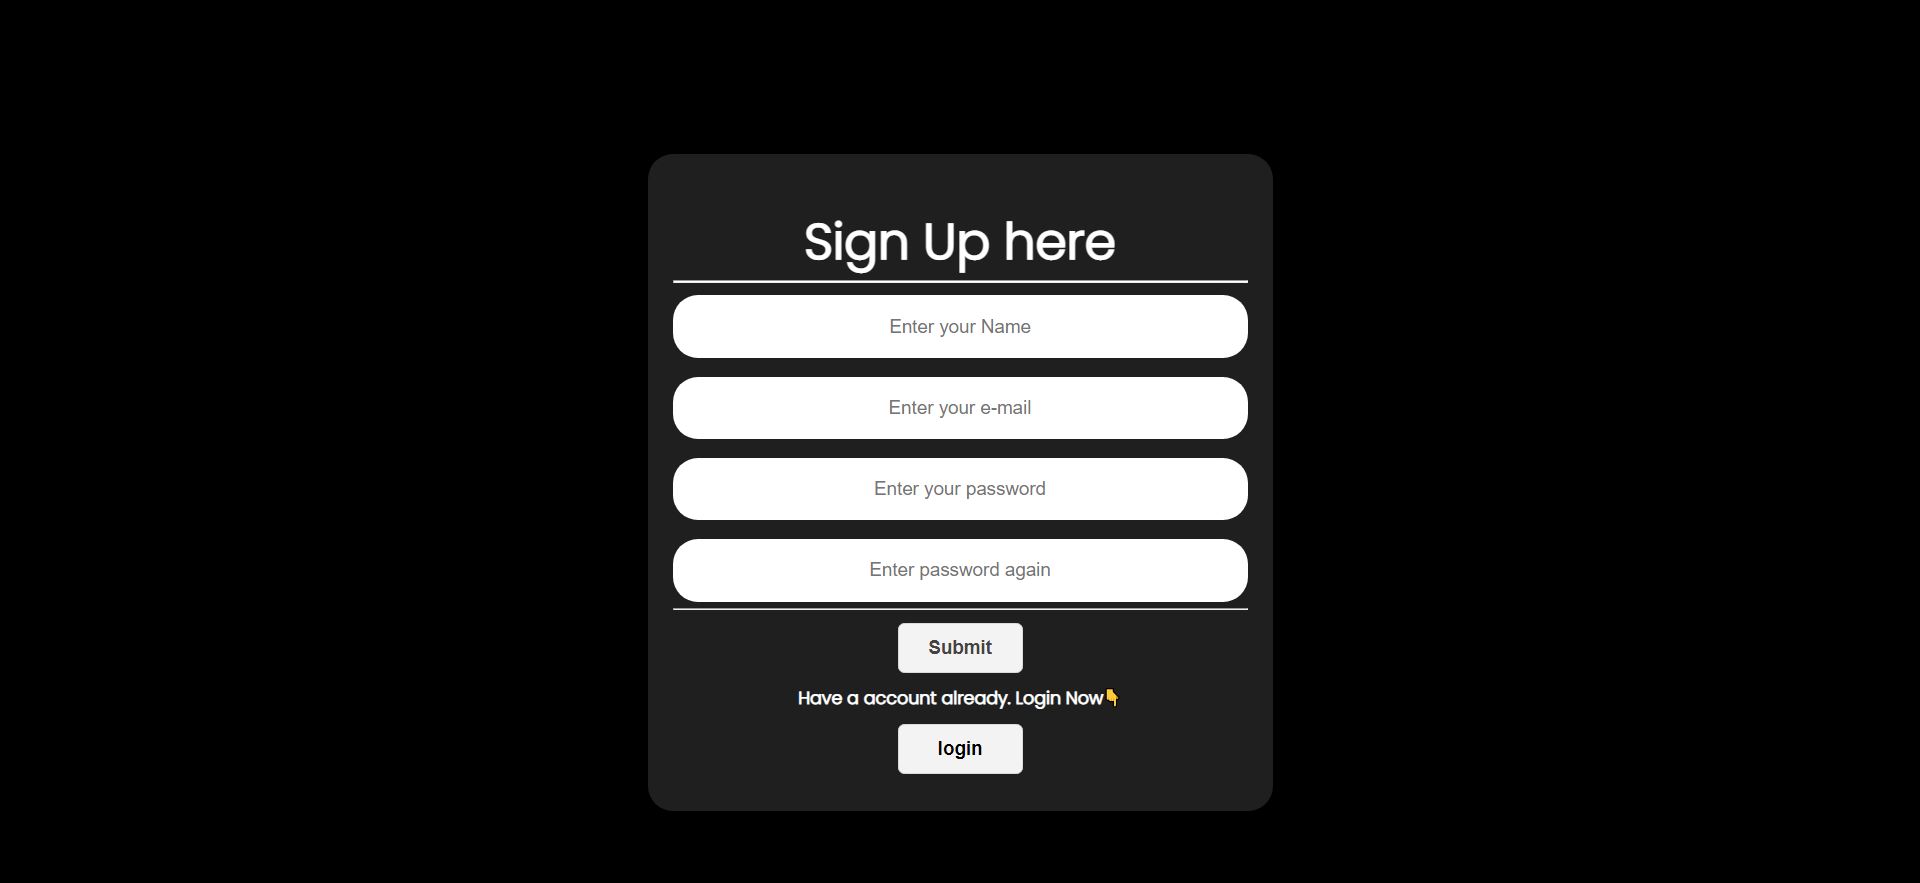 Sign Up here
Enter your Name
Enter your e-mail
Enter your password
Enter password again
Submit
Have a account already. Login Now👇
login